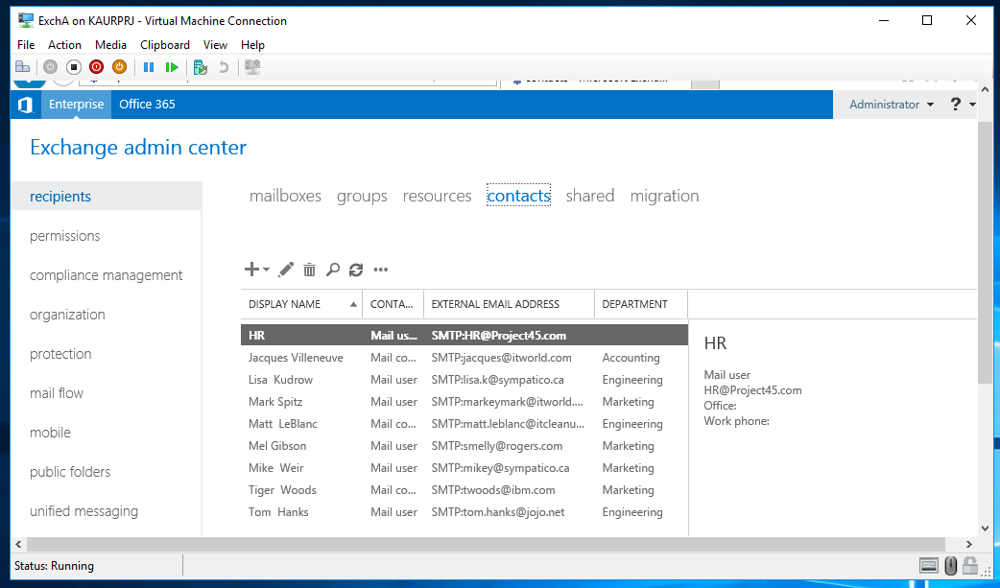 ExchA on KAURPRJ - Virtual Machine Connection
File Action Media Clipboard View Help
Enterprise Office 365 Administrator ?
Exchange admin center
recipients
permissions
compliance management
organization
protection
mail flow
mobile
public folders
unified messaging
mailboxes groups resources contacts shared migration
DISPLAY NAME CONTA... EXTERNAL EMAIL ADDRESS DEPARTMENT
HR Mail us... SMTP:HR@Project45.com
Jacques Villeneuve Mail co... SMTP:jacques@itworld.com Accounting
Lisa Kudrow Mail user SMTP:lisa.k@sympatico.ca Engineering
Mark Spitz Mail co... SMTP:markeymark@itworld.... Marketing
Matt LeBlanc Mail co... SMTP:matt.leblanc@itcleanu... Engineering
Mel Gibson Mail user SMTP:smelly@rogers.com Marketing
Mike Weir Mail user SMTP:mikey@sympatico.ca Marketing
Tiger Woods Mail co... SMTP:twoods@ibm.com Marketing
Tom Hanks Mail user SMTP:tom.hanks@jojo.net Engineering
HR
Mail user
HR@Project45.com
Office:
Work phone:
Status: Running